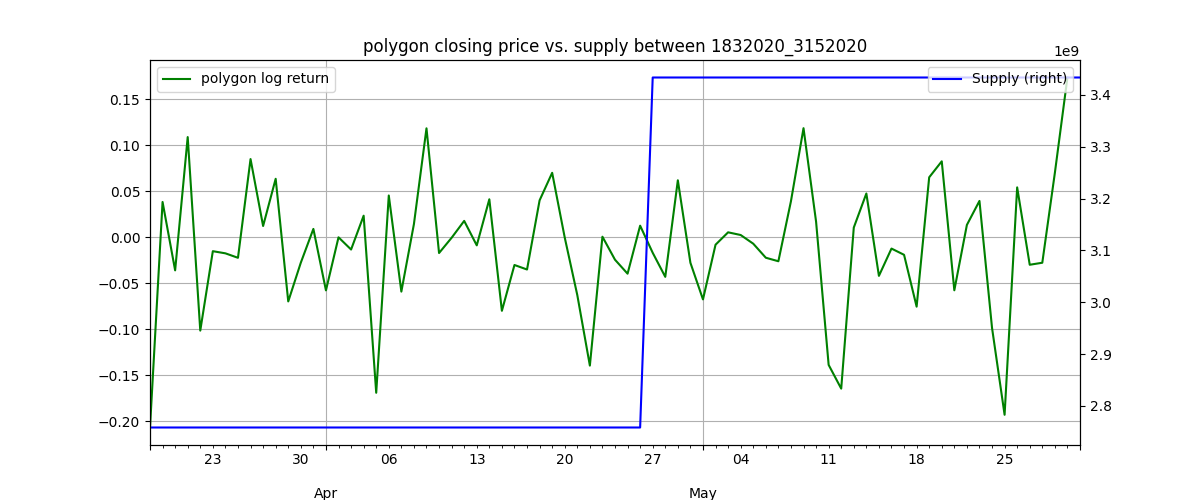 polygon closing price vs. supply between 1832020_3152020
1e9
polygon log return
Supply (right)
0.15
0.10
0.05
0.00
−0.05
−0.10
−0.15
−0.20
3.4
3.3
3.2
3.1
3.0
2.9
2.8
23 30 06 13 20 27 04 11 18 25
Apr May